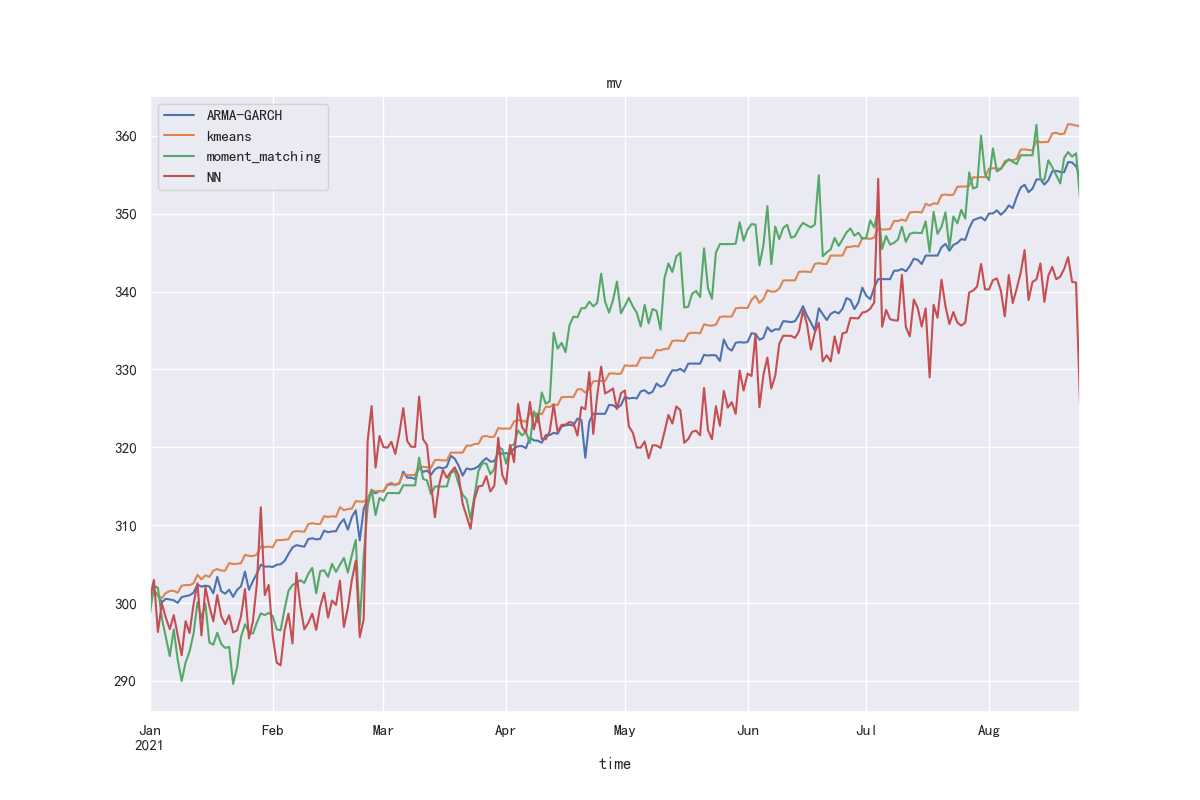 mv
ARMA-GARCH
kmeans
moment_matching
NN
360
350
340
330
320
310
300
290
Jan Feb Mar Apr May Jun Jul Aug
2021
time